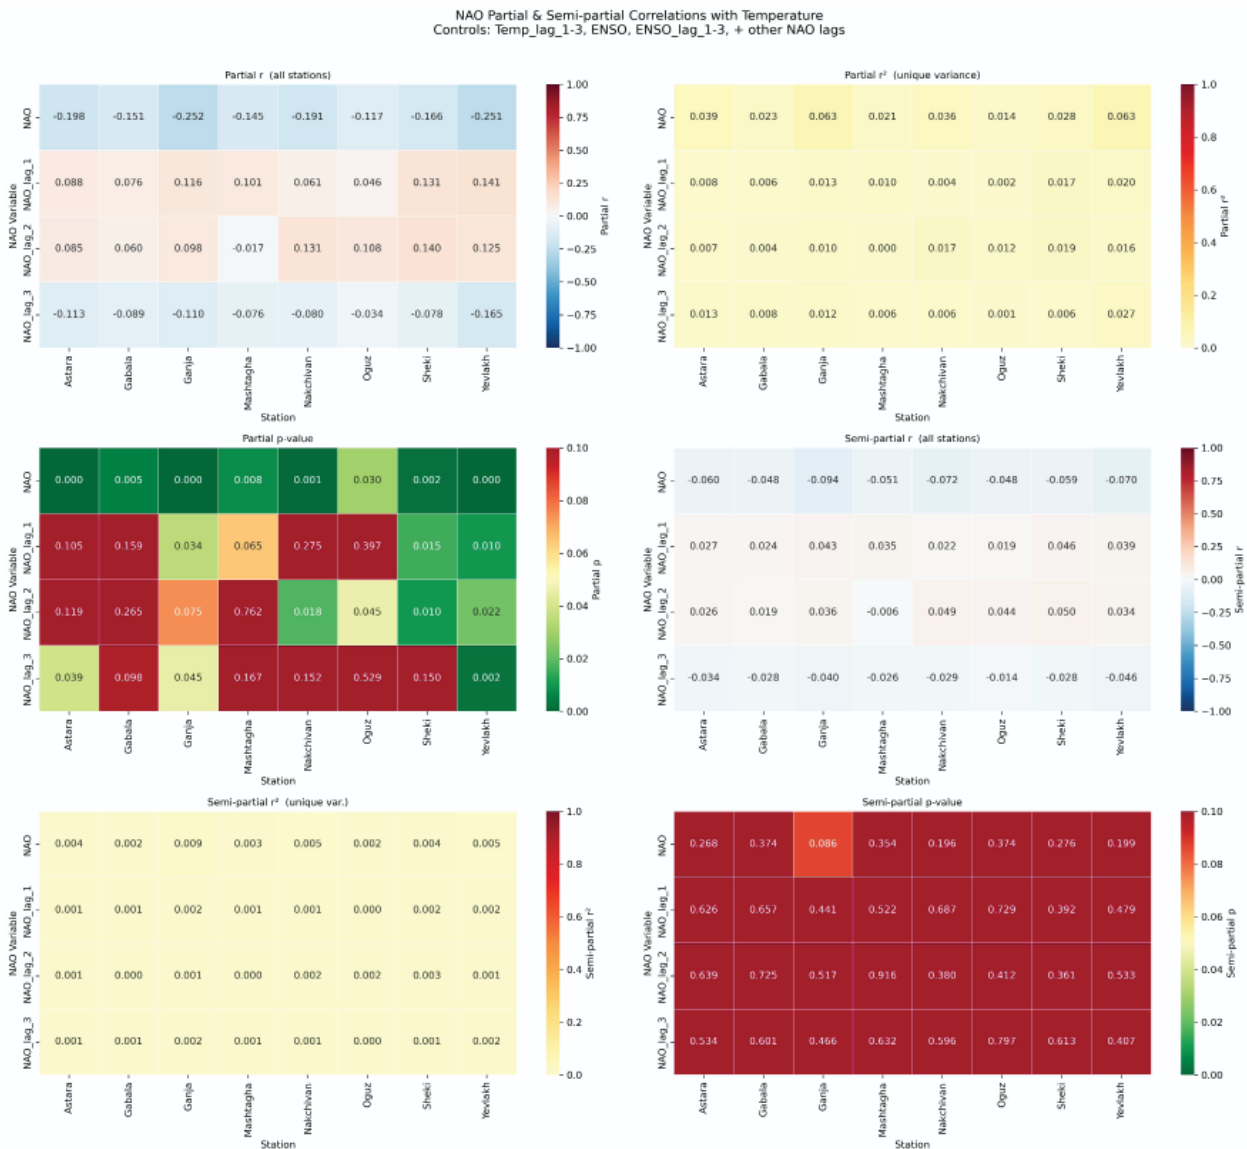 NAO Partial & Semi-partial Correlations with Temperature
Controls: Temp_lag_1-3, ENSO, ENSO_lag_1-3, + other NAO lags
Partial r (all stations)
NAO -0.198 -0.151 -0.252 -0.145 -0.191 -0.117 -0.166 -0.251
NAO_lag_1 0.088 0.076 0.116 0.101 0.061 0.046 0.131 0.141
NAO_lag_2 0.085 0.060 0.098 -0.017 0.131 0.108 0.140 0.125
NAO_lag_3 -0.113 -0.089 -0.110 -0.076 -0.080 -0.034 -0.078 -0.165
NAO Variable
Astara Gabala Ganja Mashtagha Nakchivan Oguz Sheki Yevlakh
Station
1.00
0.75
0.50
0.25
0.00
−0.25
−0.50
−0.75
−1.00
Partial r
Partial r² (unique variance)
NAO 0.039 0.023 0.063 0.021 0.036 0.014 0.028 0.063
NAO_lag_1 0.008 0.006 0.013 0.010 0.004 0.002 0.017 0.020
NAO_lag_2 0.007 0.004 0.010 0.000 0.017 0.012 0.019 0.016
NAO_lag_3 0.013 0.008 0.012 0.006 0.006 0.001 0.006 0.027
NAO Variable
Astara Gabala Ganja Mashtagha Nakchivan Oguz Sheki Yevlakh
Station
1.0
0.8
0.6
0.4
0.2
0.0
Partial r²
Partial p-value
NAO 0.000 0.005 0.000 0.008 0.001 0.030 0.002 0.000
NAO_lag_1 0.105 0.159 0.034 0.065 0.275 0.397 0.015 0.010
NAO_lag_2 0.119 0.265 0.075 0.762 0.018 0.045 0.010 0.022
NAO_lag_3 0.039 0.098 0.045 0.167 0.152 0.529 0.150 0.002
NAO Variable
Astara Gabala Ganja Mashtagha Nakchivan Oguz Sheki Yevlakh
Station
0.10
0.08
0.06
0.04
0.02
0.00
Partial p
Semi-partial r (all stations)
NAO -0.060 -0.048 -0.094 -0.051 -0.072 -0.048 -0.059 -0.070
NAO_lag_1 0.027 0.024 0.043 0.035 0.022 0.019 0.046 0.039
NAO_lag_2 0.026 0.019 0.036 -0.006 0.049 0.044 0.050 0.034
NAO_lag_3 -0.034 -0.028 -0.040 -0.026 -0.029 -0.014 -0.028 -0.046
NAO Variable
Astara Gabala Ganja Mashtagha Nakchivan Oguz Sheki Yevlakh
Station
1.00
0.75
0.50
0.25
0.00
−0.25
−0.50
−0.75
−1.00
Semi-partial r
Semi-partial r² (unique var.)
NAO 0.004 0.002 0.009 0.003 0.005 0.002 0.004 0.005
NAO_lag_1 0.001 0.001 0.002 0.001 0.001 0.000 0.002 0.002
NAO_lag_2 0.001 0.000 0.001 0.000 0.002 0.002 0.003 0.001
NAO_lag_3 0.001 0.001 0.002 0.001 0.001 0.000 0.001 0.002
NAO Variable
Astara Gabala Ganja Mashtagha Nakchivan Oguz Sheki Yevlakh
Station
1.0
0.8
0.6
0.4
0.2
0.0
Semi-partial r²
Semi-partial p-value
NAO 0.268 0.374 0.086 0.354 0.196 0.374 0.276 0.199
NAO_lag_1 0.626 0.657 0.441 0.522 0.687 0.729 0.392 0.479
NAO_lag_2 0.639 0.725 0.517 0.916 0.380 0.412 0.361 0.533
NAO_lag_3 0.534 0.601 0.466 0.632 0.596 0.797 0.613 0.407
NAO Variable
Astara Gabala Ganja Mashtagha Nakchivan Oguz Sheki Yevlakh
Station
0.10
0.08
0.06
0.04
0.02
0.00
Semi-partial p